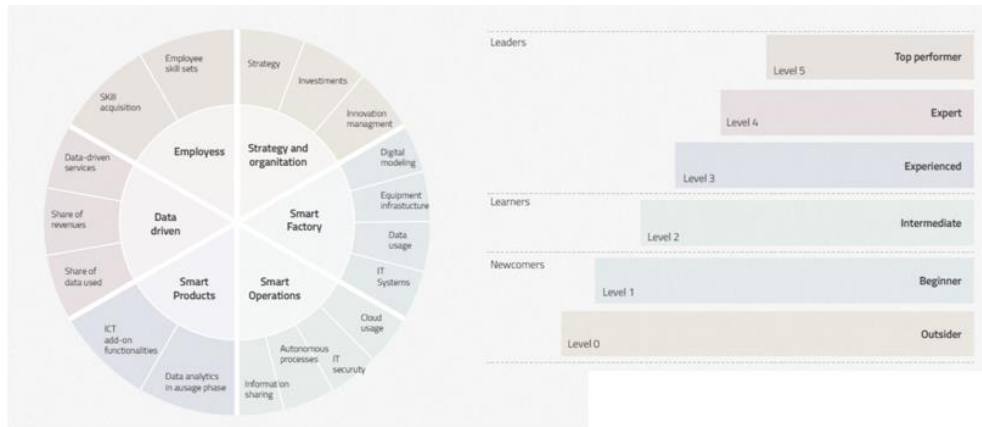 Employee
skill sets
Strategy
Investiments
Innovation
managment
SKill
acquisition
Employess
Strategy and
organitation
Digital
modeling
Equipment
infrastucture
Data
usage
IT
Systems
Smart
Factory
Data-driven
services
Share of
revenues
Share of
data used
Data
driven
Smart
Products
Smart
Operations
Cloud
usage
IT
securuty
Autonomous
processes
Information
sharing
ICT
add-on
functionalities
Data analytics
in ausage phase
Leaders
Level 5
Top performer
Level 4
Expert
Level 3
Experienced
Learners
Level 2
Intermediate
Newcomers
Level 1
Beginner
Level 0
Outsider